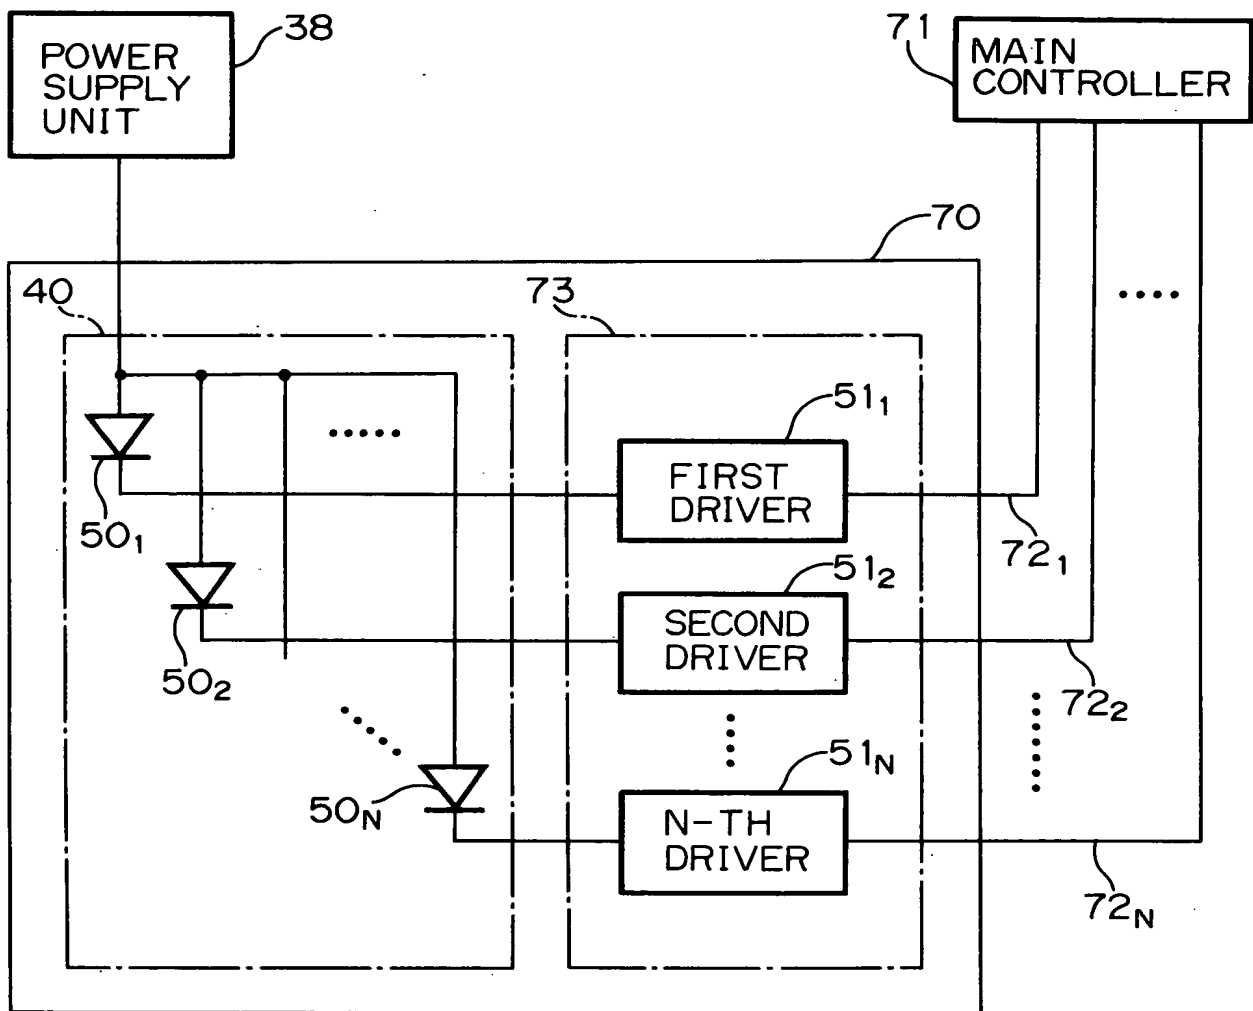 38
POWER
SUPPLY
UNIT
71
MAIN
CONTROLLER
70
40
73
51₁
FIRST
DRIVER
50₁
72₁
51₂
SECOND
DRIVER
50₂
72₂
51N
50N
N-TH
DRIVER
72N